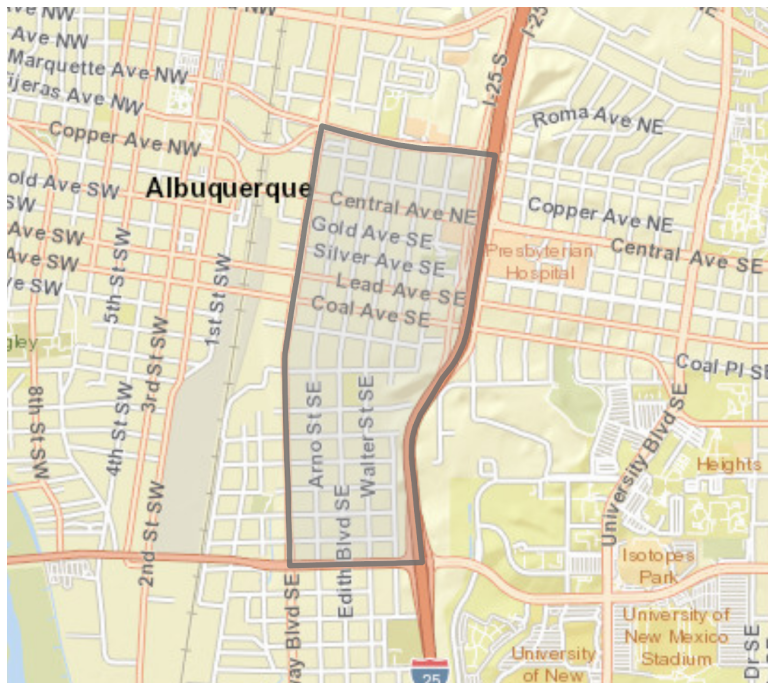 I-25
Ave NW
Marquette Ave NW
I-25 S
ijeras Ave NW
Roma Ave NE
Copper Ave NW
Albuquerque
old Ave SW
Central Ave NE
Copper Ave NE
SW
Gold Ave SE
Ave SW
Silver Ave SE
Presbyterian
Hospital
Central Ave SE
Ave SW
Lead Ave SE
ve SW
Coal Ave SE
5th St SW
1st St SW
gley
3rd St SW
Coal Pl SE
8th St SW
4th St SW
Arno St SE
Walter St SE
University Blvd SE
Heights
2nd St SW
Edith Blvd SE
Isotopes
Park
way Blvd SE
University of
New Mexico
Stadium
Dr SE
University
of New
25